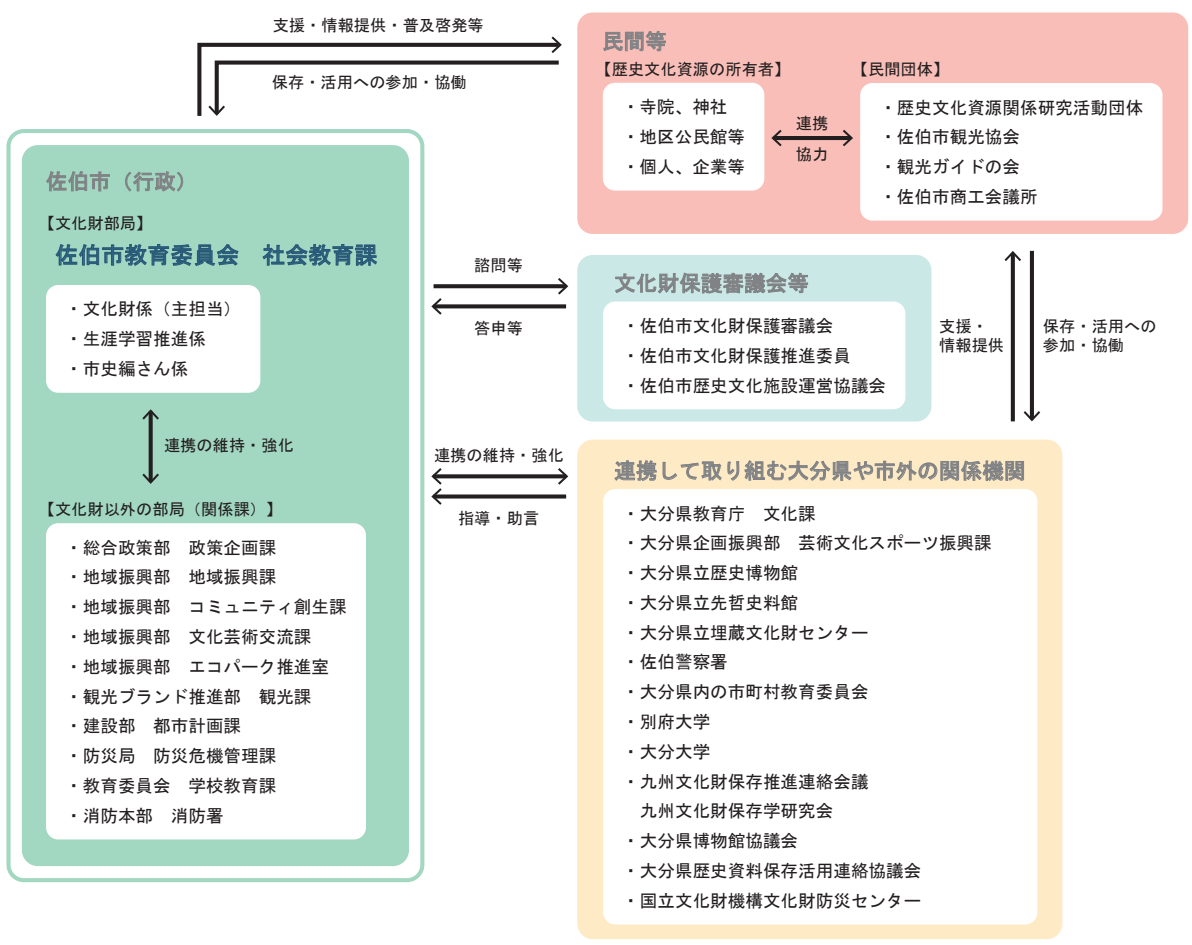 支援・情報提供・普及啓発等
保存・活用への参加・協働
民間等
【歴史文化資源の所有者】
・寺院、神社
・地区公民館等
・個人、企業等
連携
協力
【民間団体】
・歴史文化資源関係研究活動団体
・佐伯市観光協会
・観光ガイドの会
・佐伯市商工会議所
佐伯市（行政）
【文化財部局】
佐伯市教育委員会　社会教育課
・文化財係（主担当）
・生涯学習推進係
・市史編さん係
連携の維持・強化
【文化財以外の部局（関係課）】
・総合政策部　政策企画課
・地域振興部　地域振興課
・地域振興部　コミュニティ創生課
・地域振興部　文化芸術交流課
・地域振興部　エコパーク推進室
・観光ブランド推進部　観光課
・建設部　都市計画課
・防災局　防災危機管理課
・教育委員会　学校教育課
・消防本部　消防署
諮問等
答申等
文化財保護審議会等
・佐伯市文化財保護審議会
・佐伯市文化財保護推進委員
・佐伯市歴史文化施設運営協議会
支援・
情報提供
保存・活用への
参加・協働
連携の維持・強化
指導・助言
連携して取り組む大分県や市外の関係機関
・大分県教育庁　文化課
・大分県企画振興部　芸術文化スポーツ振興課
・大分県立歴史博物館
・大分県立先哲史料館
・大分県立埋蔵文化財センター
・佐伯警察署
・大分県内の市町村教育委員会
・別府大学
・大分大学
・九州文化財保存推進連絡会議
九州文化財保存学研究会
・大分県博物館協議会
・大分県歴史資料保存活用連絡協議会
・国立文化財機構文化財防災センター